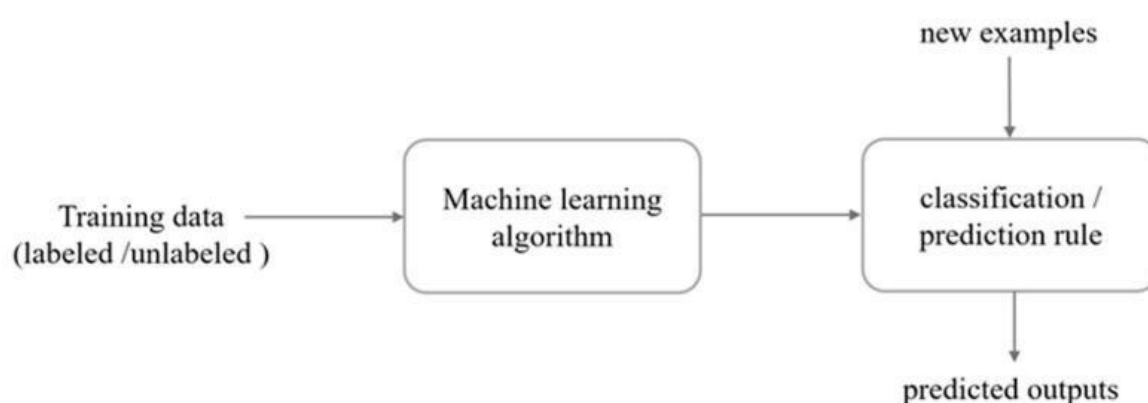 new examples
Training data
(labeled /unlabeled )
Machine learning
algorithm
classification /
prediction rule
predicted outputs